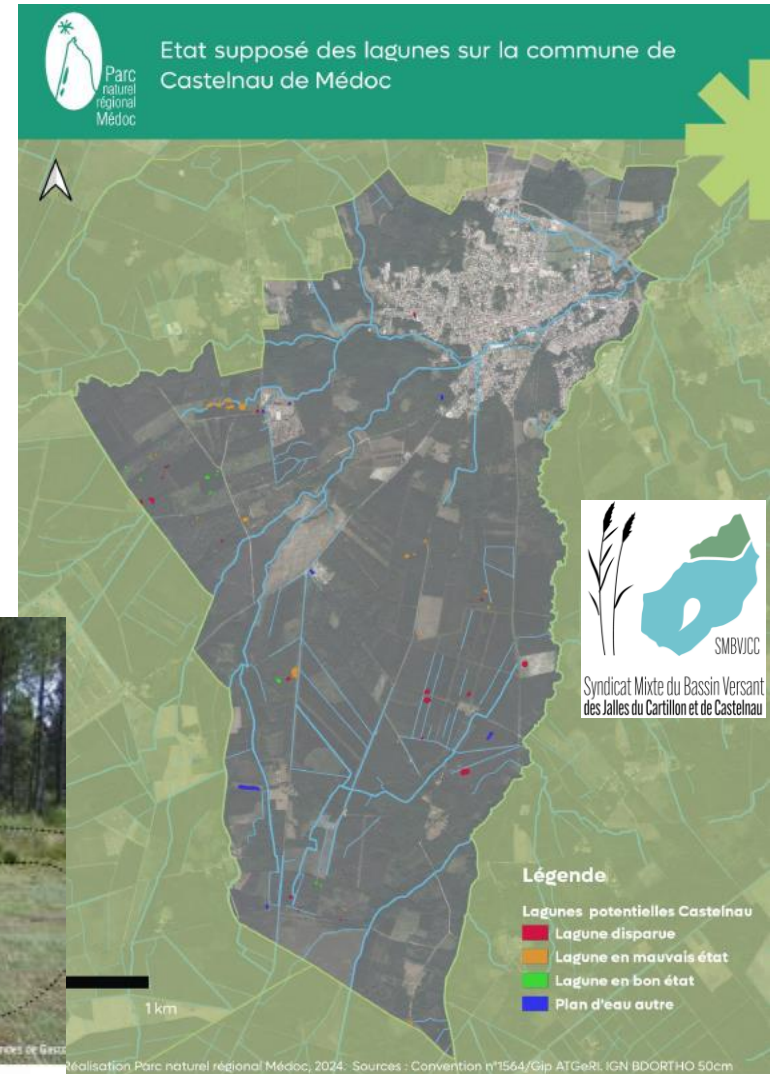 Parc
naturel
régional
Médoc
Etat supposé des lagunes sur la commune de
Castelnau de Médoc
SMBVJCC
Syndicat Mixte du Bassin Versant
des Jalles du Cartillon et de Castelnau
Légende
Lagunes potentielles Castelnau
Lagune disparue
Lagune en mauvais état
Lagune en bon état
Plan d'eau autre
1 km
Réalisation Parc naturel régional Médoc, 2024. Sources : Convention n°1564/Gip ATGeRI, IGN BDORTHO 50cm